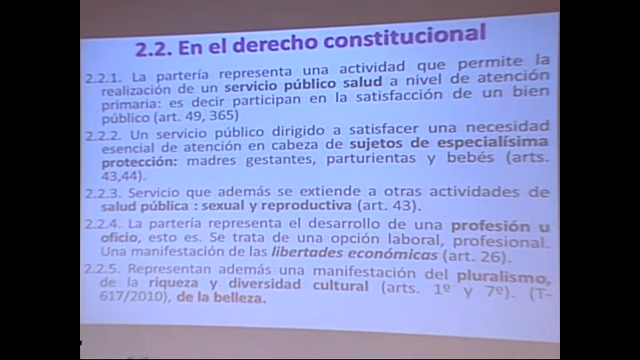 2.2. En el derecho constitucional
2.2.1. La partería representa una actividad que permite la
realización de un servicio público salud a nivel de atención
primaria: es decir participan en la satisfacción de un bien
público (art. 49, 365)
2.2.2. Un servicio público dirigido a satisfacer una necesidad
esencial de atención en cabeza de sujetos de especialísima
protección: madres gestantes, parturientas y bebés (arts.
43,44).
2.2.3. Servicio que además se extiende a otras actividades de
salud pública : sexual y reproductiva (art. 43).
2.2.4. La partería representa el desarrollo de una profesión u
oficio, esto es. Se trata de una opción laboral, profesional.
Una manifestación de las libertades económicas (art. 26).
2.2.5. Representan además una manifestación del pluralismo,
de la riqueza y diversidad cultural (arts. 1º y 7º). (T-
617/2010), de la belleza.